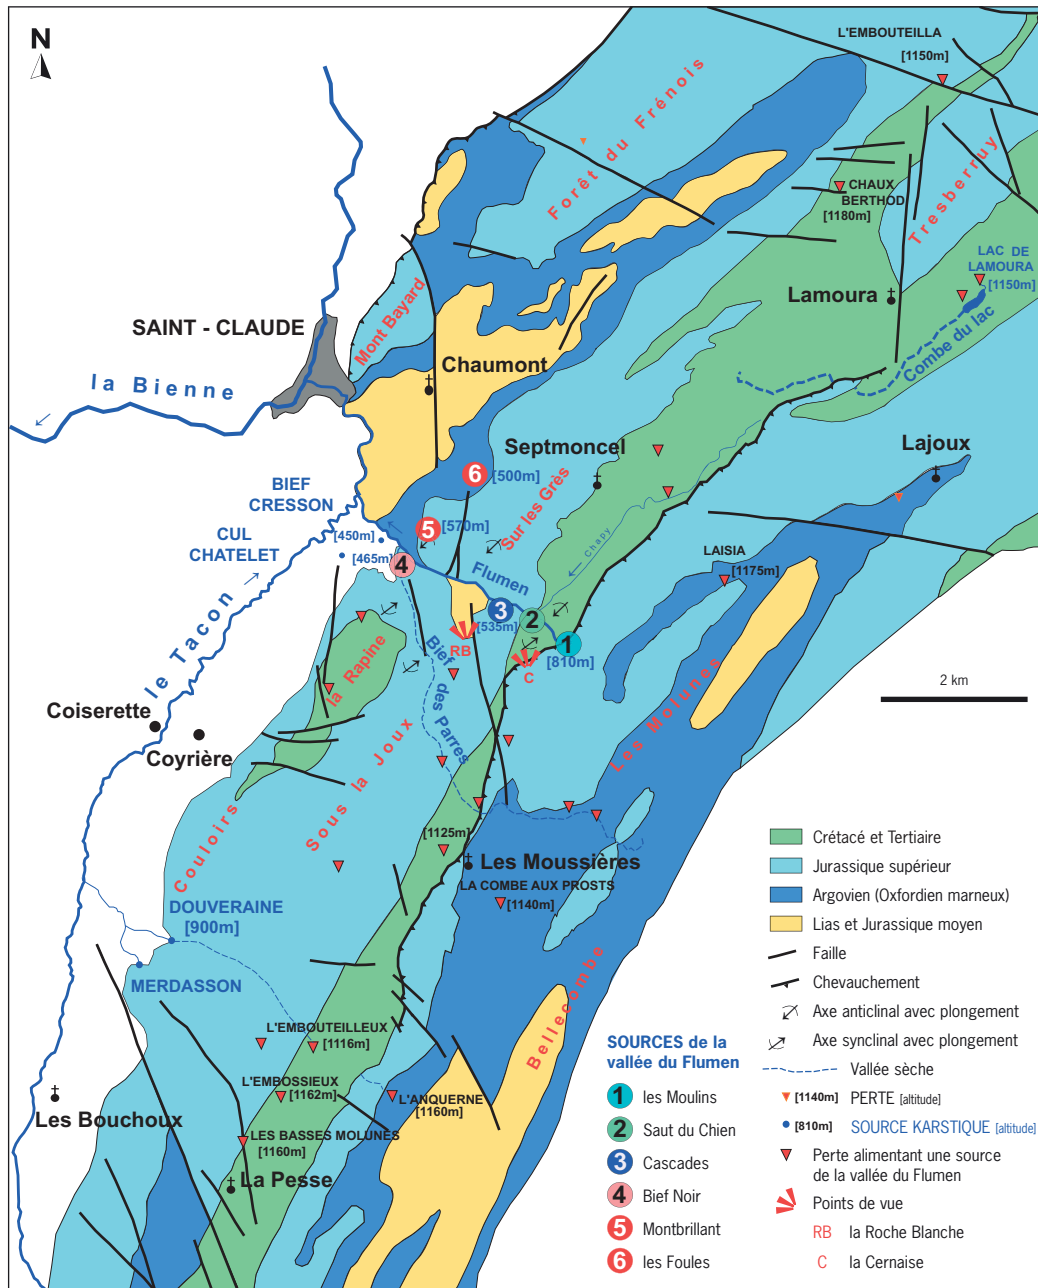 N
L'EMBOUTEILLA
[1150m]
Forêt du Frénois
Tresberruy
CHAUX
BERTHOD
[1180m]
LAC DE
LAMOURA
[1150m]
Lamoura
Combe du lac
SAINT - CLAUDE
Mont Bayard
Chaumont
la Bienne
Septmoncel
Lajoux
6
[500m]
BIEF
CRESSON
Sur les Grès
5
[570m]
CUL
CHATELET
[450m]
[465m]
4
Chapy
LAISIA
[1175m]
Flumen
3
[535m]
2
1
[810m]
RB
C
le Tacon
la Rapine
Bief des Parres
2 km
Coiserette
Coyrière
Les Molunes
Sous la Joux
Couloirs
[1125m]
Les Moussières
LA COMBE AUX PROSTS
[1140m]
DOUVERAINE
[900m]
MERDASSON
Bellecombe
L'EMBOUTEILLEUX
[1116m]
L'EMBOSSIEUX
[1162m]
L'ANQUERNE
[1160m]
Les Bouchoux
LES BASSES MOLUNES
[1160m]
La Pesse
Crétacé et Tertiaire
Jurassique supérieur
Argovien (Oxfordien marneux)
Lias et Jurassique moyen
Faille
Chevauchement
Axe anticlinal avec plongement
Axe synclinal avec plongement
Vallée sèche
[1140m] PERTE [altitude]
[810m] SOURCE KARSTIQUE [altitude]
Perte alimentant une source
de la vallée du Flumen
Points de vue
RB la Roche Blanche
C la Cernaise
SOURCES de la
vallée du Flumen
1 les Moulins
2 Saut du Chien
3 Cascades
4 Bief Noir
5 Montbrillant
6 les Foules